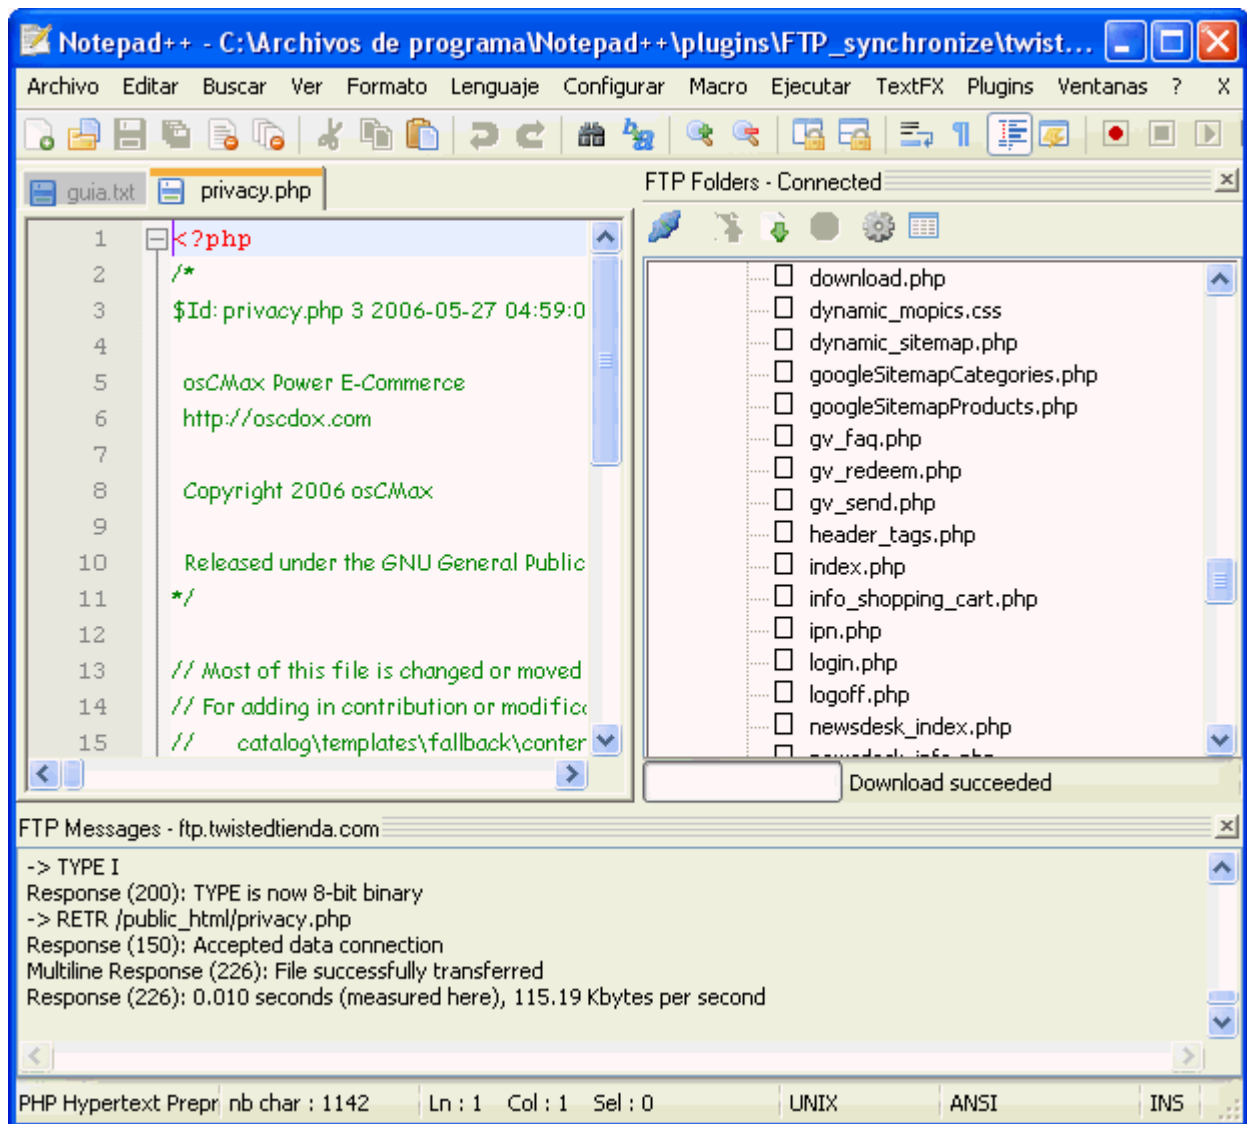 Notepad++ - C:\Archivos de programa\Notepad++\plugins\FTP_synchronize\twist...
Archivo Editar Buscar Ver Formato Lenguaje Configurar Macro Ejecutar TextFX Plugins Ventanas ? X
guia.txt privacy.php
1 <?php
2 /*
3 $Id: privacy.php 3 2006-05-27 04:59:0
4
5 osCMax Power E-Commerce
6 http://oscdox.com
7
8 Copyright 2006 osCMax
9
10 Released under the GNU General Public
11 */
12
13 // Most of this file is changed or moved
14 // For adding in contribution or modific
15 // catalog\templates\fallback\conter
FTP Folders - Connected
download.php
dynamic_mopics.css
dynamic_sitemap.php
googleSitemapCategories.php
googleSitemapProducts.php
gv_faq.php
gv_redeem.php
gv_send.php
header_tags.php
index.php
info_shopping_cart.php
ipn.php
login.php
logoff.php
newsdesk_index.php
Download succeeded
FTP Messages - ftp.twistedtienda.com
-> TYPE I
Response (200): TYPE is now 8-bit binary
-> RETR /public_html/privacy.php
Response (150): Accepted data connection
Multiline Response (226): File successfully transferred
Response (226): 0.010 seconds (measured here), 115.19 Kbytes per second
PHP Hypertext Prepr nb char : 1142 Ln : 1 Col : 1 Sel : 0 UNIX ANSI INS